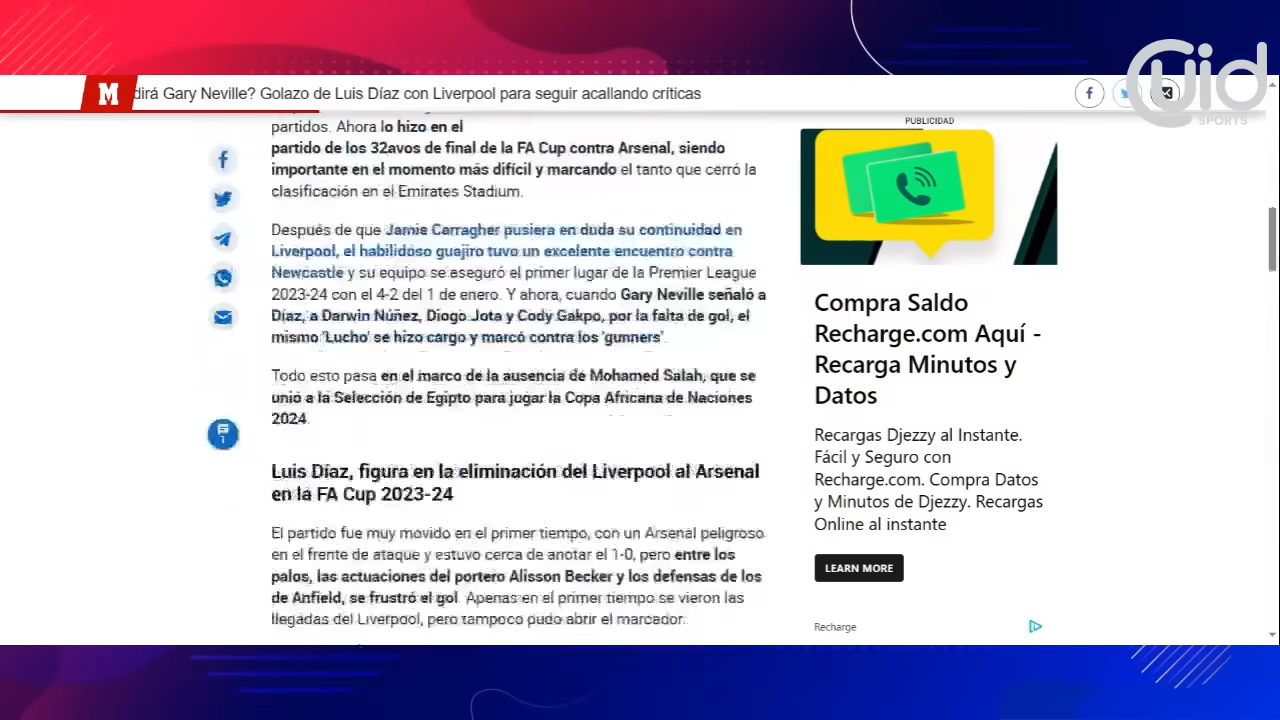 M
dirá Gary Neville? Golazo de Luis Díaz con Liverpool para seguir acallando críticas
Cuid
SPORTS
partidos. Ahora lo hizo en el
partido de los 32avos de final de la FA Cup contra Arsenal, siendo
importante en el momento más difícil y marcando el tanto que cerró la
clasificación en el Emirates Stadium.
Después de que Jamie Carragher pusiera en duda su continuidad en
Liverpool, el habilidoso guajiro tuvo un excelente encuentro contra
Newcastle y su equipo se aseguró el primer lugar de la Premier League
2023-24 con el 4-2 del 1 de enero. Y ahora, cuando Gary Neville señaló a
Díaz, a Darwin Núñez, Diogo Jota y Cody Gakpo, por la falta de gol, el
mismo 'Lucho' se hizo cargo y marcó contra los 'gunners'.
Todo esto pasa en el marco de la ausencia de Mohamed Salah, que se
unió a la Selección de Egipto para jugar la Copa Africana de Naciones
2024.
1
Luis Díaz, figura en la eliminación del Liverpool al Arsenal
en la FA Cup 2023-24
El partido fue muy movido en el primer tiempo, con un Arsenal peligroso
en el frente de ataque y estuvo cerca de anotar el 1-0, pero entre los
palos, las actuaciones del portero Alisson Becker y los defensas de los
de Anfield, se frustró el gol. Apenas en el primer tiempo se vieron las
llegadas del Liverpool, pero tampoco pudo abrir el marcador.
PUBLICIDAD
Compra Saldo
Recharge.com Aquí -
Recarga Minutos y
Datos
Recargas Djezzy al Instante.
Fácil y Seguro con
Recharge.com. Compra Datos
y Minutos de Djezzy. Recargas
Online al instante
LEARN MORE
Recharge